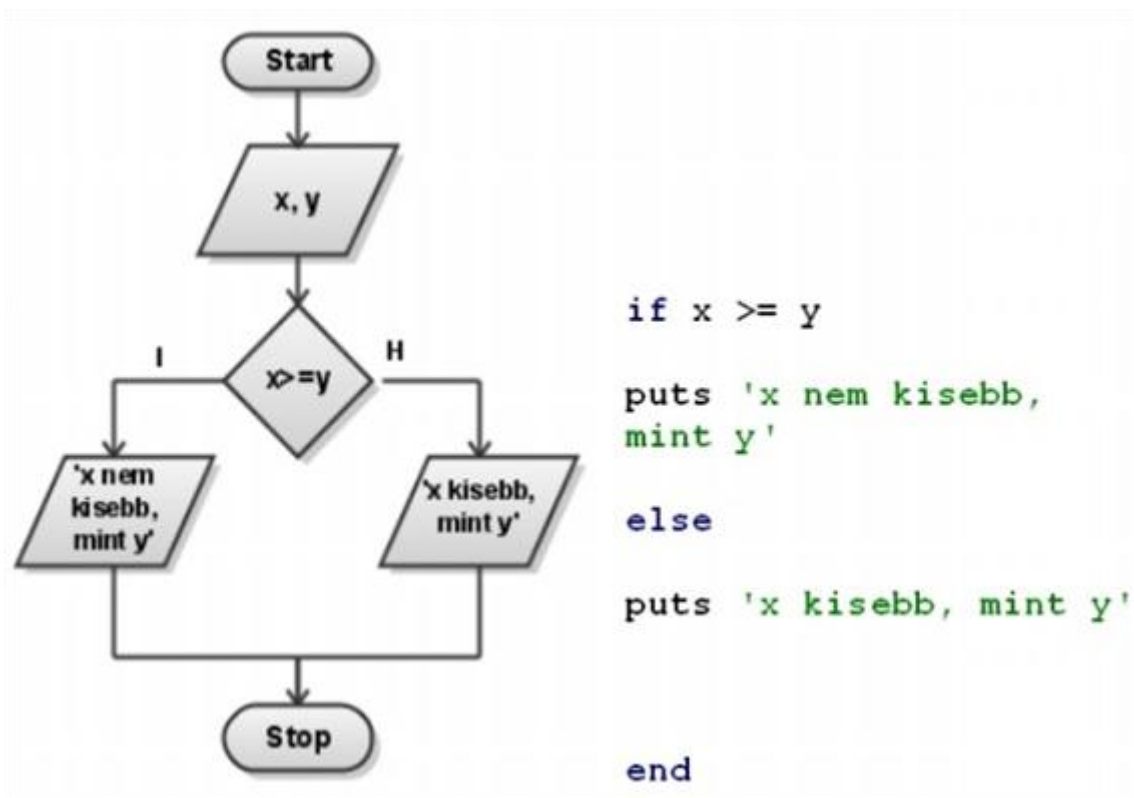 Start
x, y
x>=y
I
H
'x nem
kisebb,
mint y'
'x kisebb,
mint y'
Stop
if x >= y
puts 'x nem kisebb,
mint y'
else
puts 'x kisebb, mint y'
end